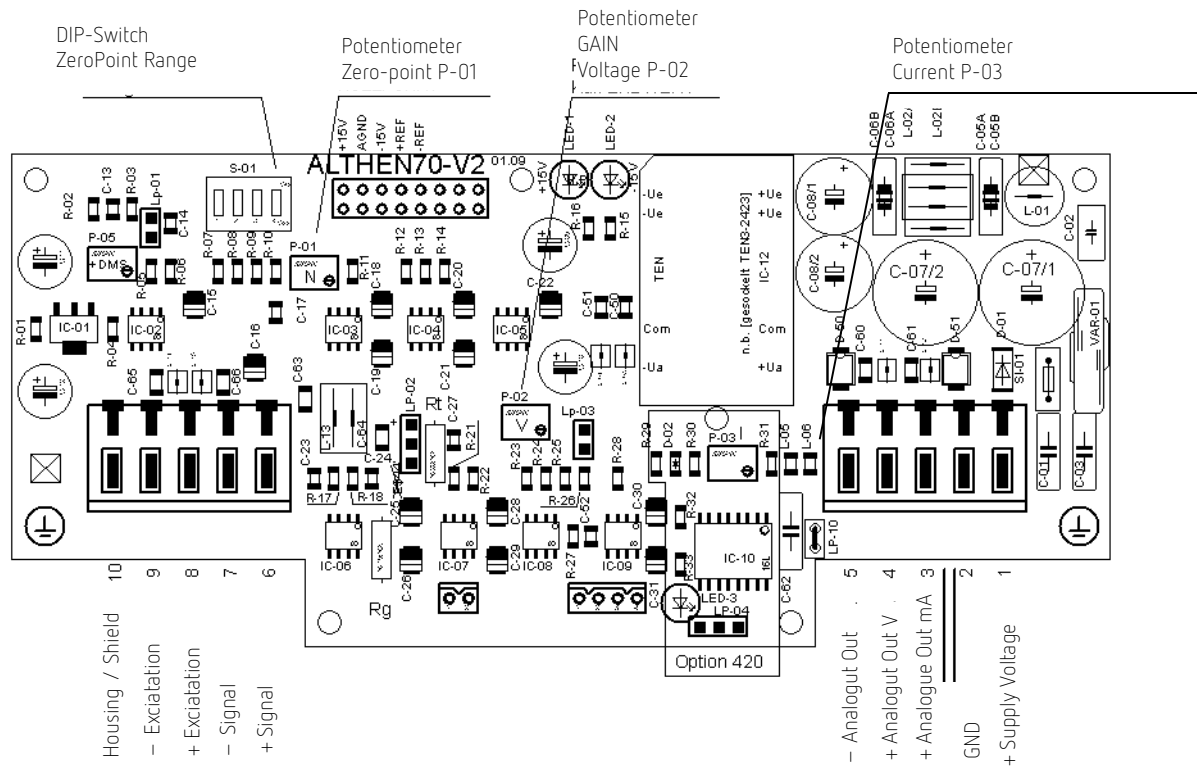 DIP-Switch
ZeroPoint Range
Potentiometer
Zero-point P-01
Potentiometer
GAIN
Voltage P-02
Potentiometer
Current P-03
+15V
AGND
-15V
+REF
-REF
LED-1
LED-2
C-06B
C-06A
L-02/
L-02I
C-05A
C-05B
ALTHEN70-V2 01.09
+15V
-15V
S-01
R-02
C-13
R-03
Lp-01
C-14
P-05
+DMS
R-05
R-06
R-07
R-08
R-09
R-10
P-01
N
R-11
C-18
R-12
R-13
R-14
C-20
C-22
R-16
R-15
-Ue
-Ue
+Ue
+Ue
TEN
n.b. [gesockelt TEN3-2423]
IC-12
Com
Com
-Ua
+Ua
C-08/1
C-08/2
C-07/2
C-07/1
L-01
C-02
VAR-01
R-01
IC-01
R-04
IC-02
C-15
C-16
C-17
IC-03
IC-04
IC-05
C-51
C-50
D-50
C-60
C-61
D-51
D-01
SI-01
C-65
C-66
C-63
C-19
C-21
L-13
C-64
LP-02
Rt
C-27
R-21
P-02
V
Lp-03
R-29
D-02
R-30
P-03
I
R-31
L-05
L-06
C-01
C-03
C-23
C-24
R-17
R-18
R-22
R-23
R-24
R-25
R-26
C-52
R-28
C-25
C-28
C-30
R-32
IC-06
C-26
IC-07
C-29
IC-08
R-27
IC-09
C-31
R-33
IC-10
16L
C-62
LP-10
Rg
LED-3
LP-04
Option 420
10
9
8
7
6
5
4
3
2
1
Housing / Shield
– Exciatation
+ Exciatation
– Signal
+ Signal
– Analogut Out .
+ Analogut Out V .
+ Analogue Out mA
GND
+ Supply Voltage